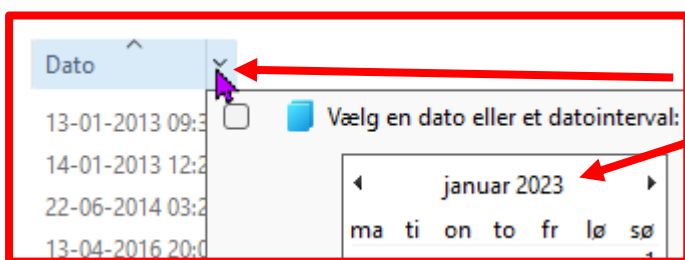 Dato
Vælg en dato eller et datointerval:
13-01-2013 09:3
14-01-2013 12:2
januar 2023
22-06-2014 03:2
ma ti on to fr lø sø
13-04-2016 20:0